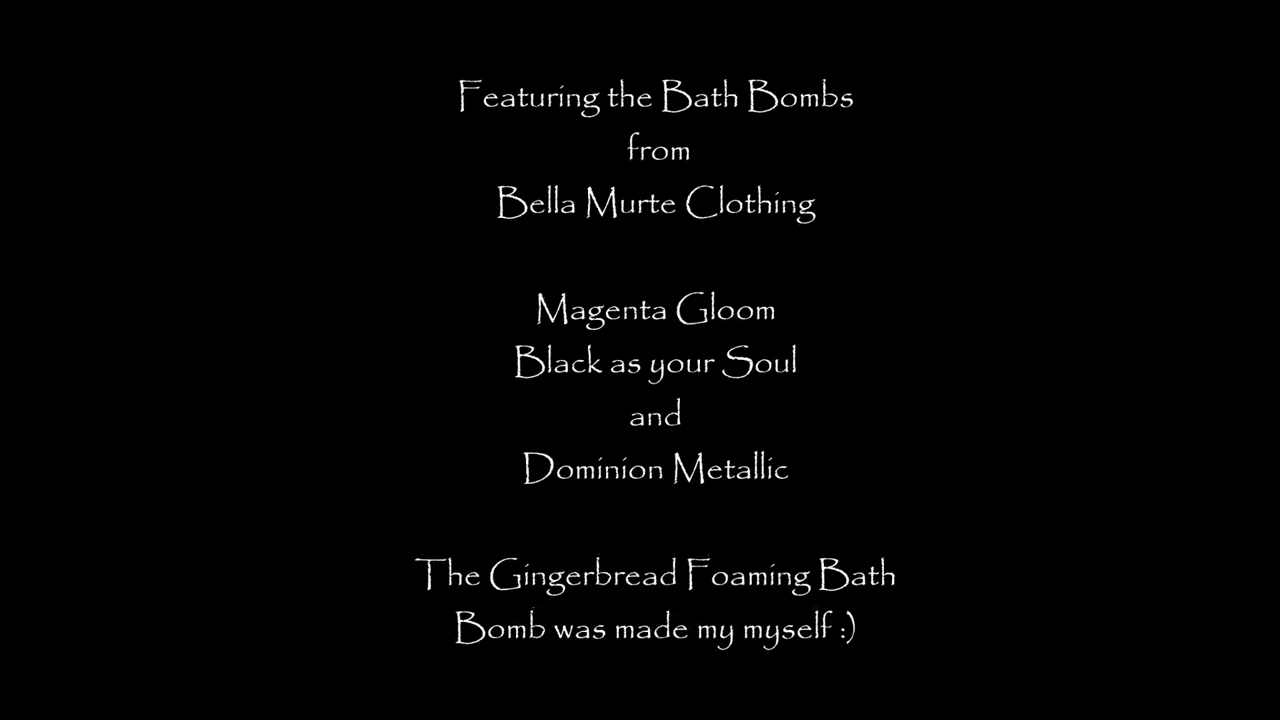 Featuring the Bath Bombs
from
Bella Murte Clothing
Magenta Gloom
Black as your Soul
and
Dominion Metallic
The Gingerbread Foaming Bath
Bomb was made my myself :)